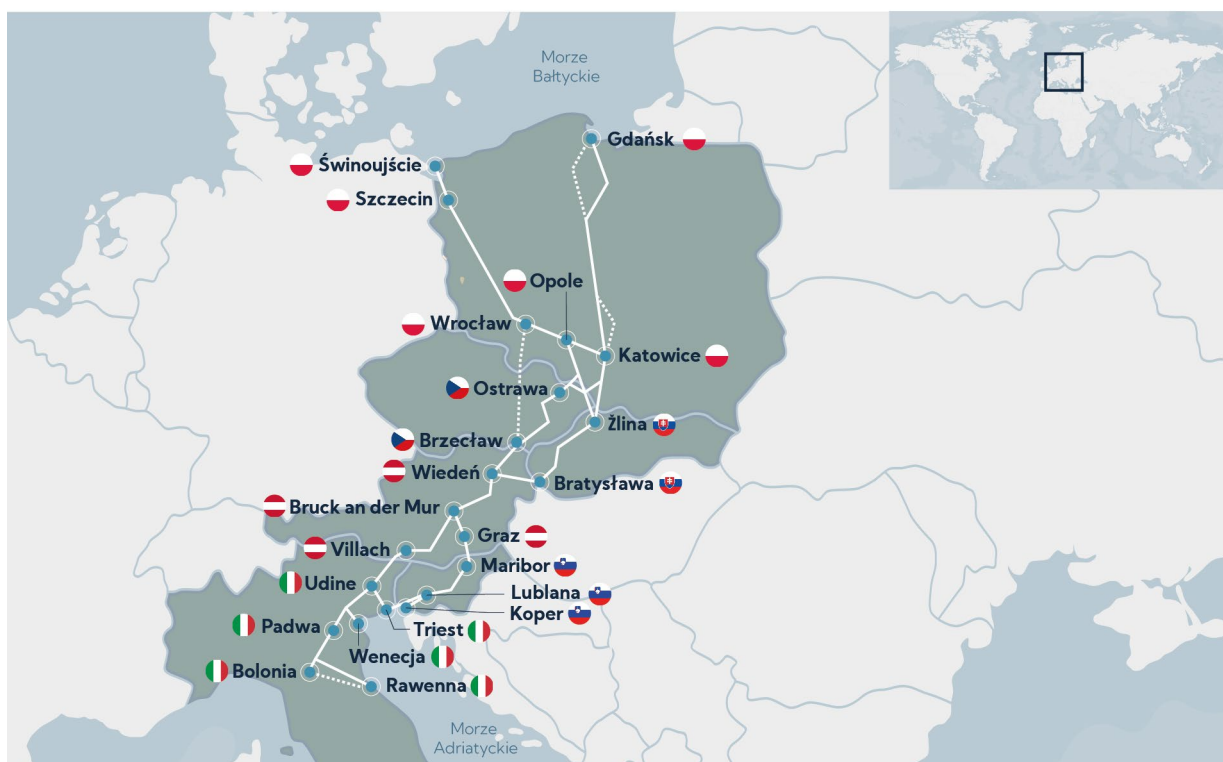 Morze
Bałtyckie
Gdańsk
Świnoujście
Szczecin
Opole
Wrocław
Katowice
Ostrawa
Żlina
Brzecław
Wiedeń
Bratysława
Bruck an der Mur
Graz
Villach
Maribor
Udine
Lublana
Koper
Padwa
Triest
Wenecja
Bolonia
Rawenna
Morze
Adriatyckie